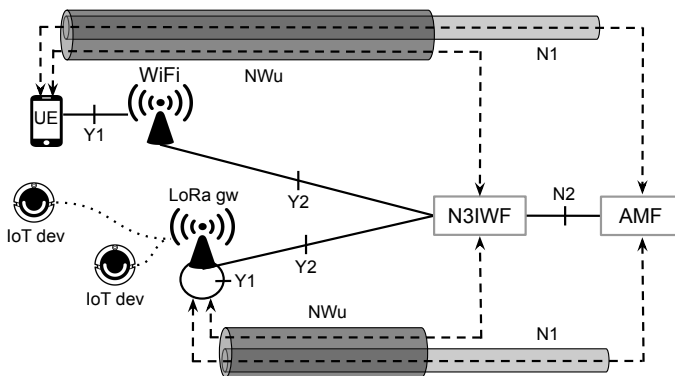 N1
NWu
WiFi
UE
Y1
Y2
N2
LoRa gw
N3IWF
AMF
IoT dev
Y2
Y1
IoT dev
NWu
N1